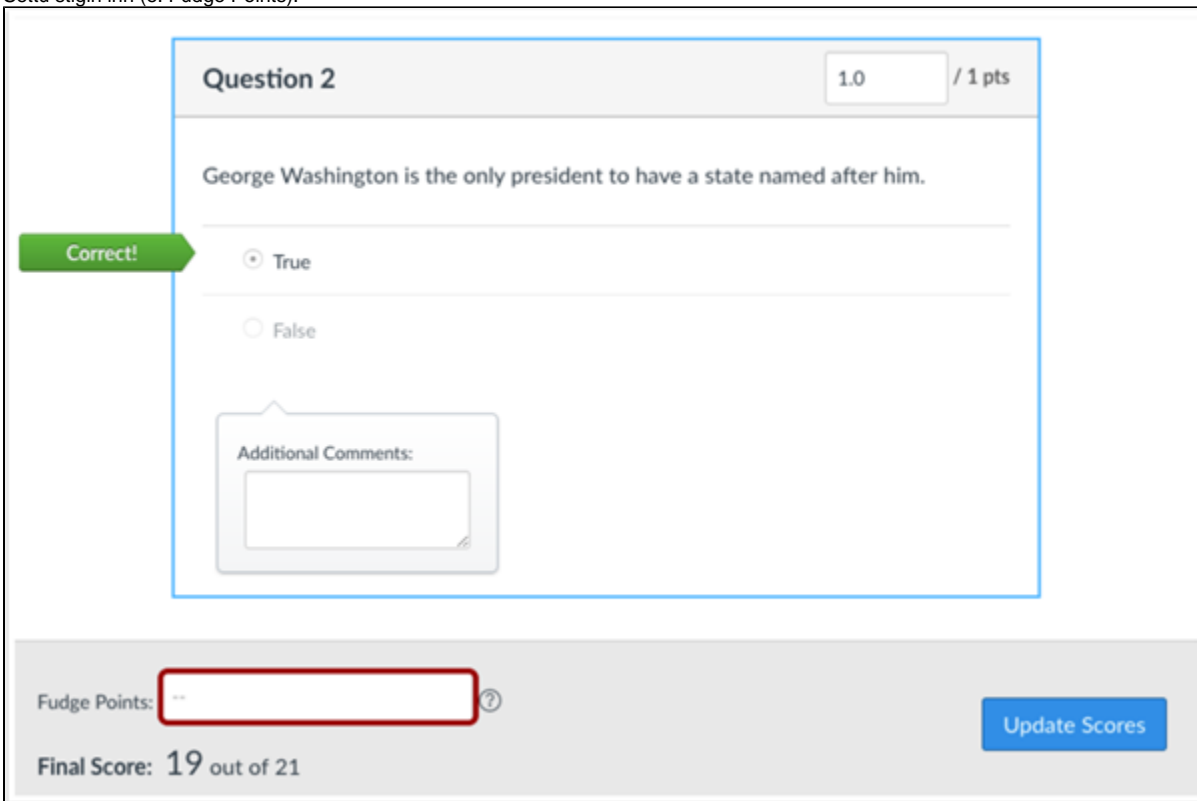 Question 2
1.0 / 1 pts
George Washington is the only president to have a state named after him.
Correct!
True
False
Additional Comments:
Fudge Points: --
?
Update Scores
Final Score: 19 out of 21